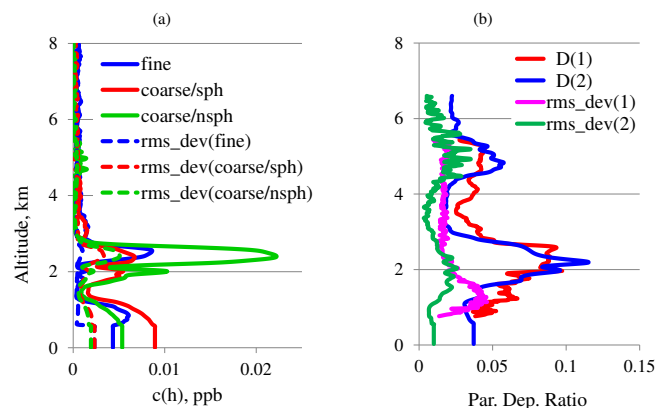 (a)
8
6
4
2
0
Altitude, km
fine
coarse/sph
coarse/nsph
rms_dev(fine)
rms_dev(coarse/sph)
rms_dev(coarse/nsph)
0
0.01
0.02
c(h), ppb
(b)
8
6
4
2
0
D(1)
D(2)
rms_dev(1)
rms_dev(2)
0
0.05
0.1
0.15
Par. Dep. Ratio